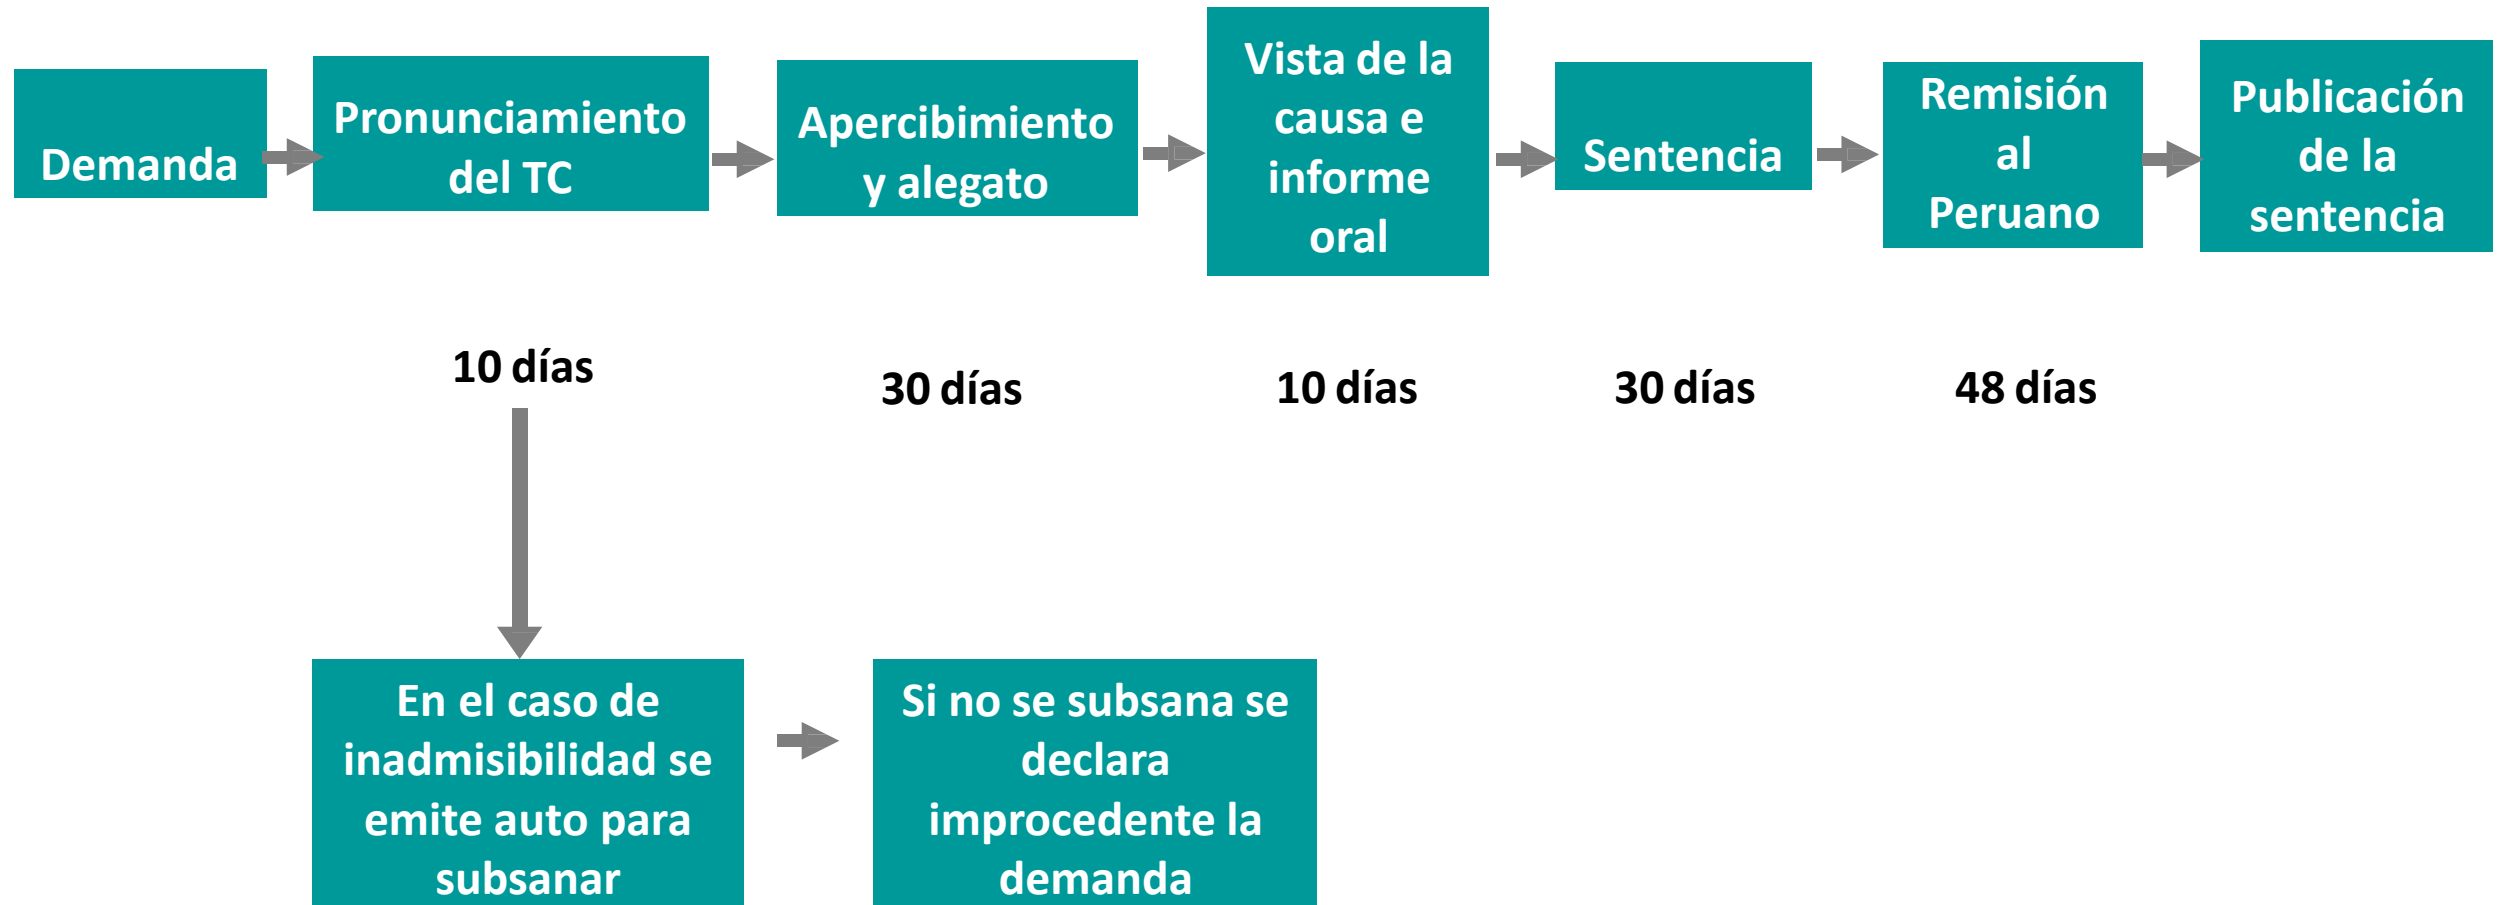 Demanda
Pronunciamiento
del TC
Apercibimiento
y alegato
Vista de la
causa e
informe
oral
Sentencia
Remisión
al
Peruano
Publicación
de la
sentencia
10 días
30 días
10 días
30 días
48 días
En el caso de
inadmisibilidad se
emite auto para
subsanar
Si no se subsana se
declara
improcedente la
demanda